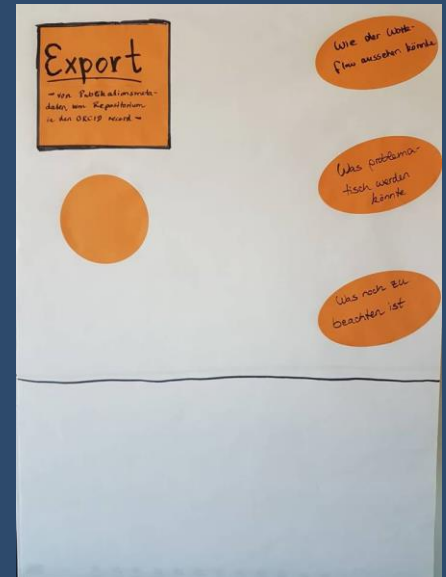 Export
- von Publikationsmeta-
daten vom Repositorium
in den ORCID record -
Wie der Work-
flow aussehen könnte
Was problema-
tisch werden
könnte
Was noch zu
beachten ist